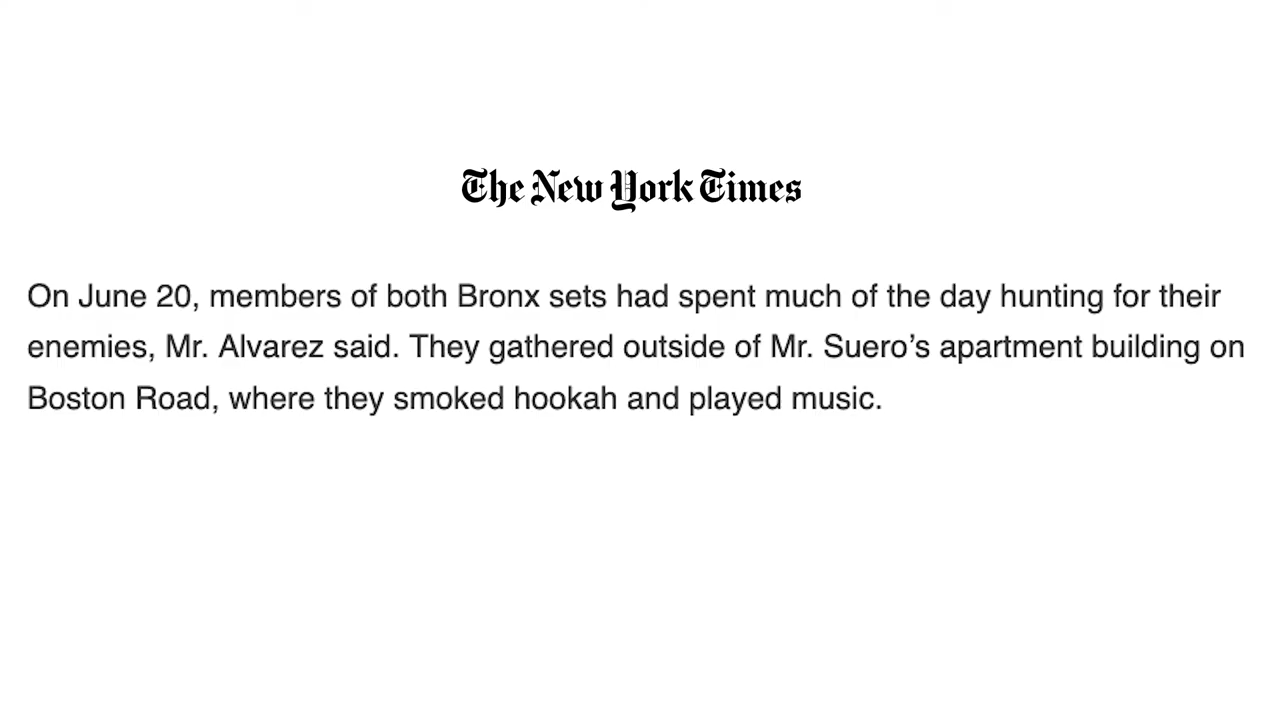 The New York Times
On June 20, members of both Bronx sets had spent much of the day hunting for their
enemies, Mr. Alvarez said. They gathered outside of Mr. Suero’s apartment building on
Boston Road, where they smoked hookah and played music.